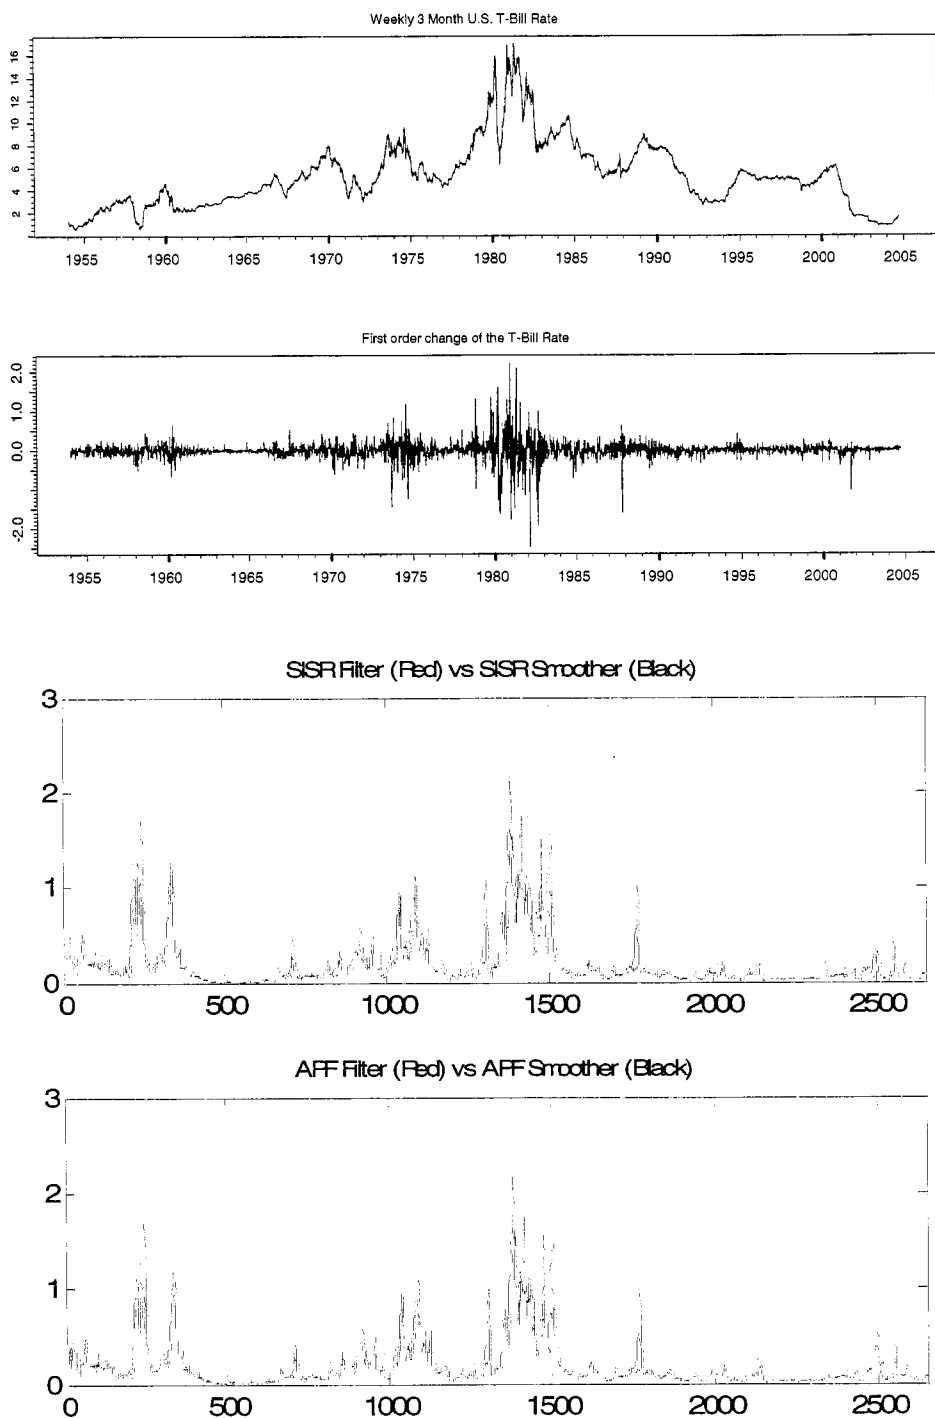 Weekly 3 Month U.S. T-Bill Rate
16
14
12
10
8
6
4
2
1955 1960 1965 1970 1975 1980 1985 1990 1995 2000 2005
First order change of the T-Bill Rate
2.0
1.0
0.0
-2.0
1955 1960 1965 1970 1975 1980 1985 1990 1995 2000 2005
SISR Filter (Red) vs SISR Smoother (Black)
3
2
1
0
0 500 1000 1500 2000 2500
APF Filter (Red) vs APF Smoother (Black)
3
2
1
0
0 500 1000 1500 2000 2500